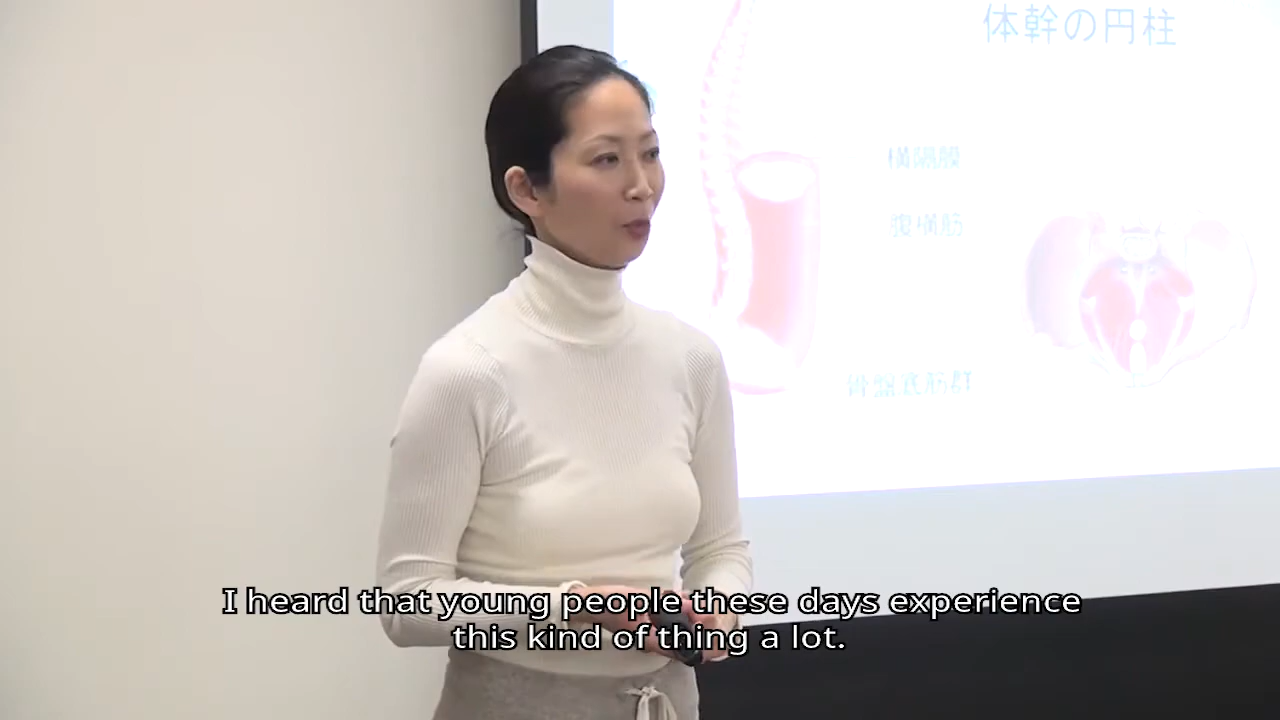 体幹の円柱
横隔膜
腹横筋
骨盤底筋群
I heard that young people these days experience
this kind of thing a lot.